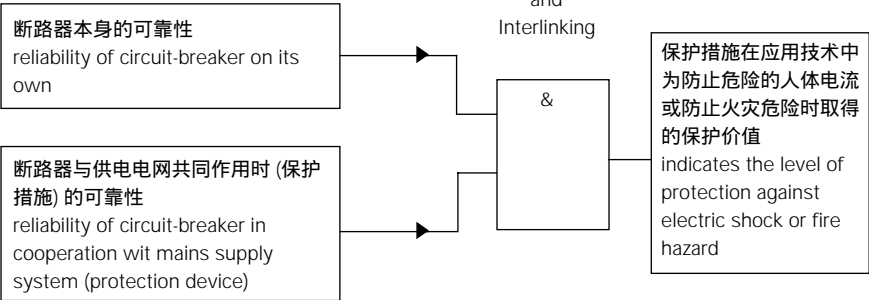 and
Interlinking
断路器本身的可靠性
reliability of circuit-breaker on its
own
&
保护措施在应用技术中
为防止危险的人体电流
或防止火灾危险时取得
的保护价值
indicates the level of
protection against
electric shock or fire
hazard
断路器与供电电网共同作用时 (保护
措施) 的可靠性
reliability of circuit-breaker in
cooperation wit mains supply
system (protection device)